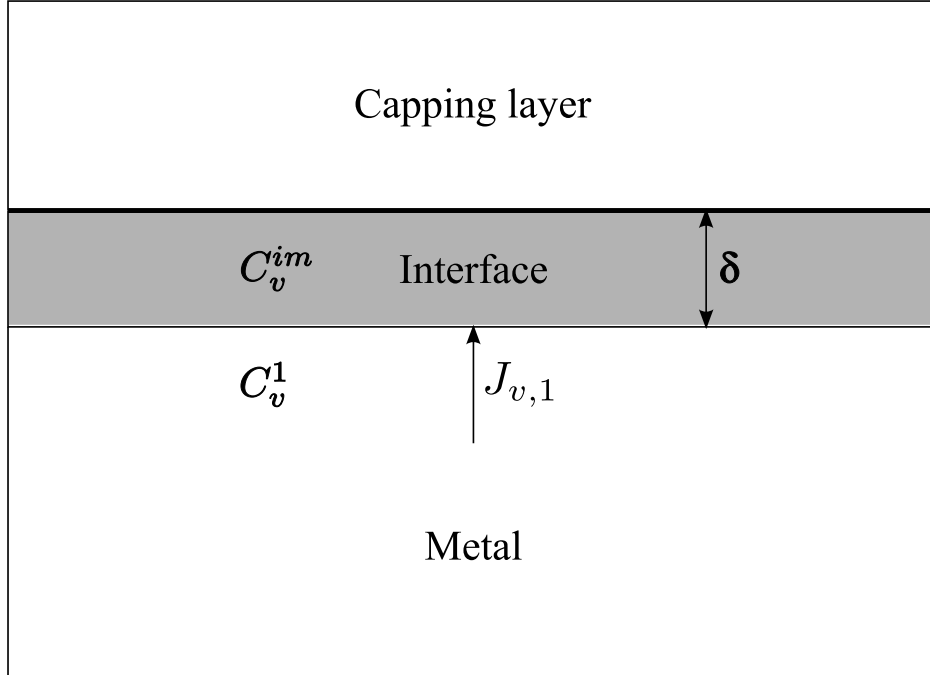 Capping layer
$C_v^{im}$ Interface δ
$C_v^1$ $J_{v,1}$
Metal